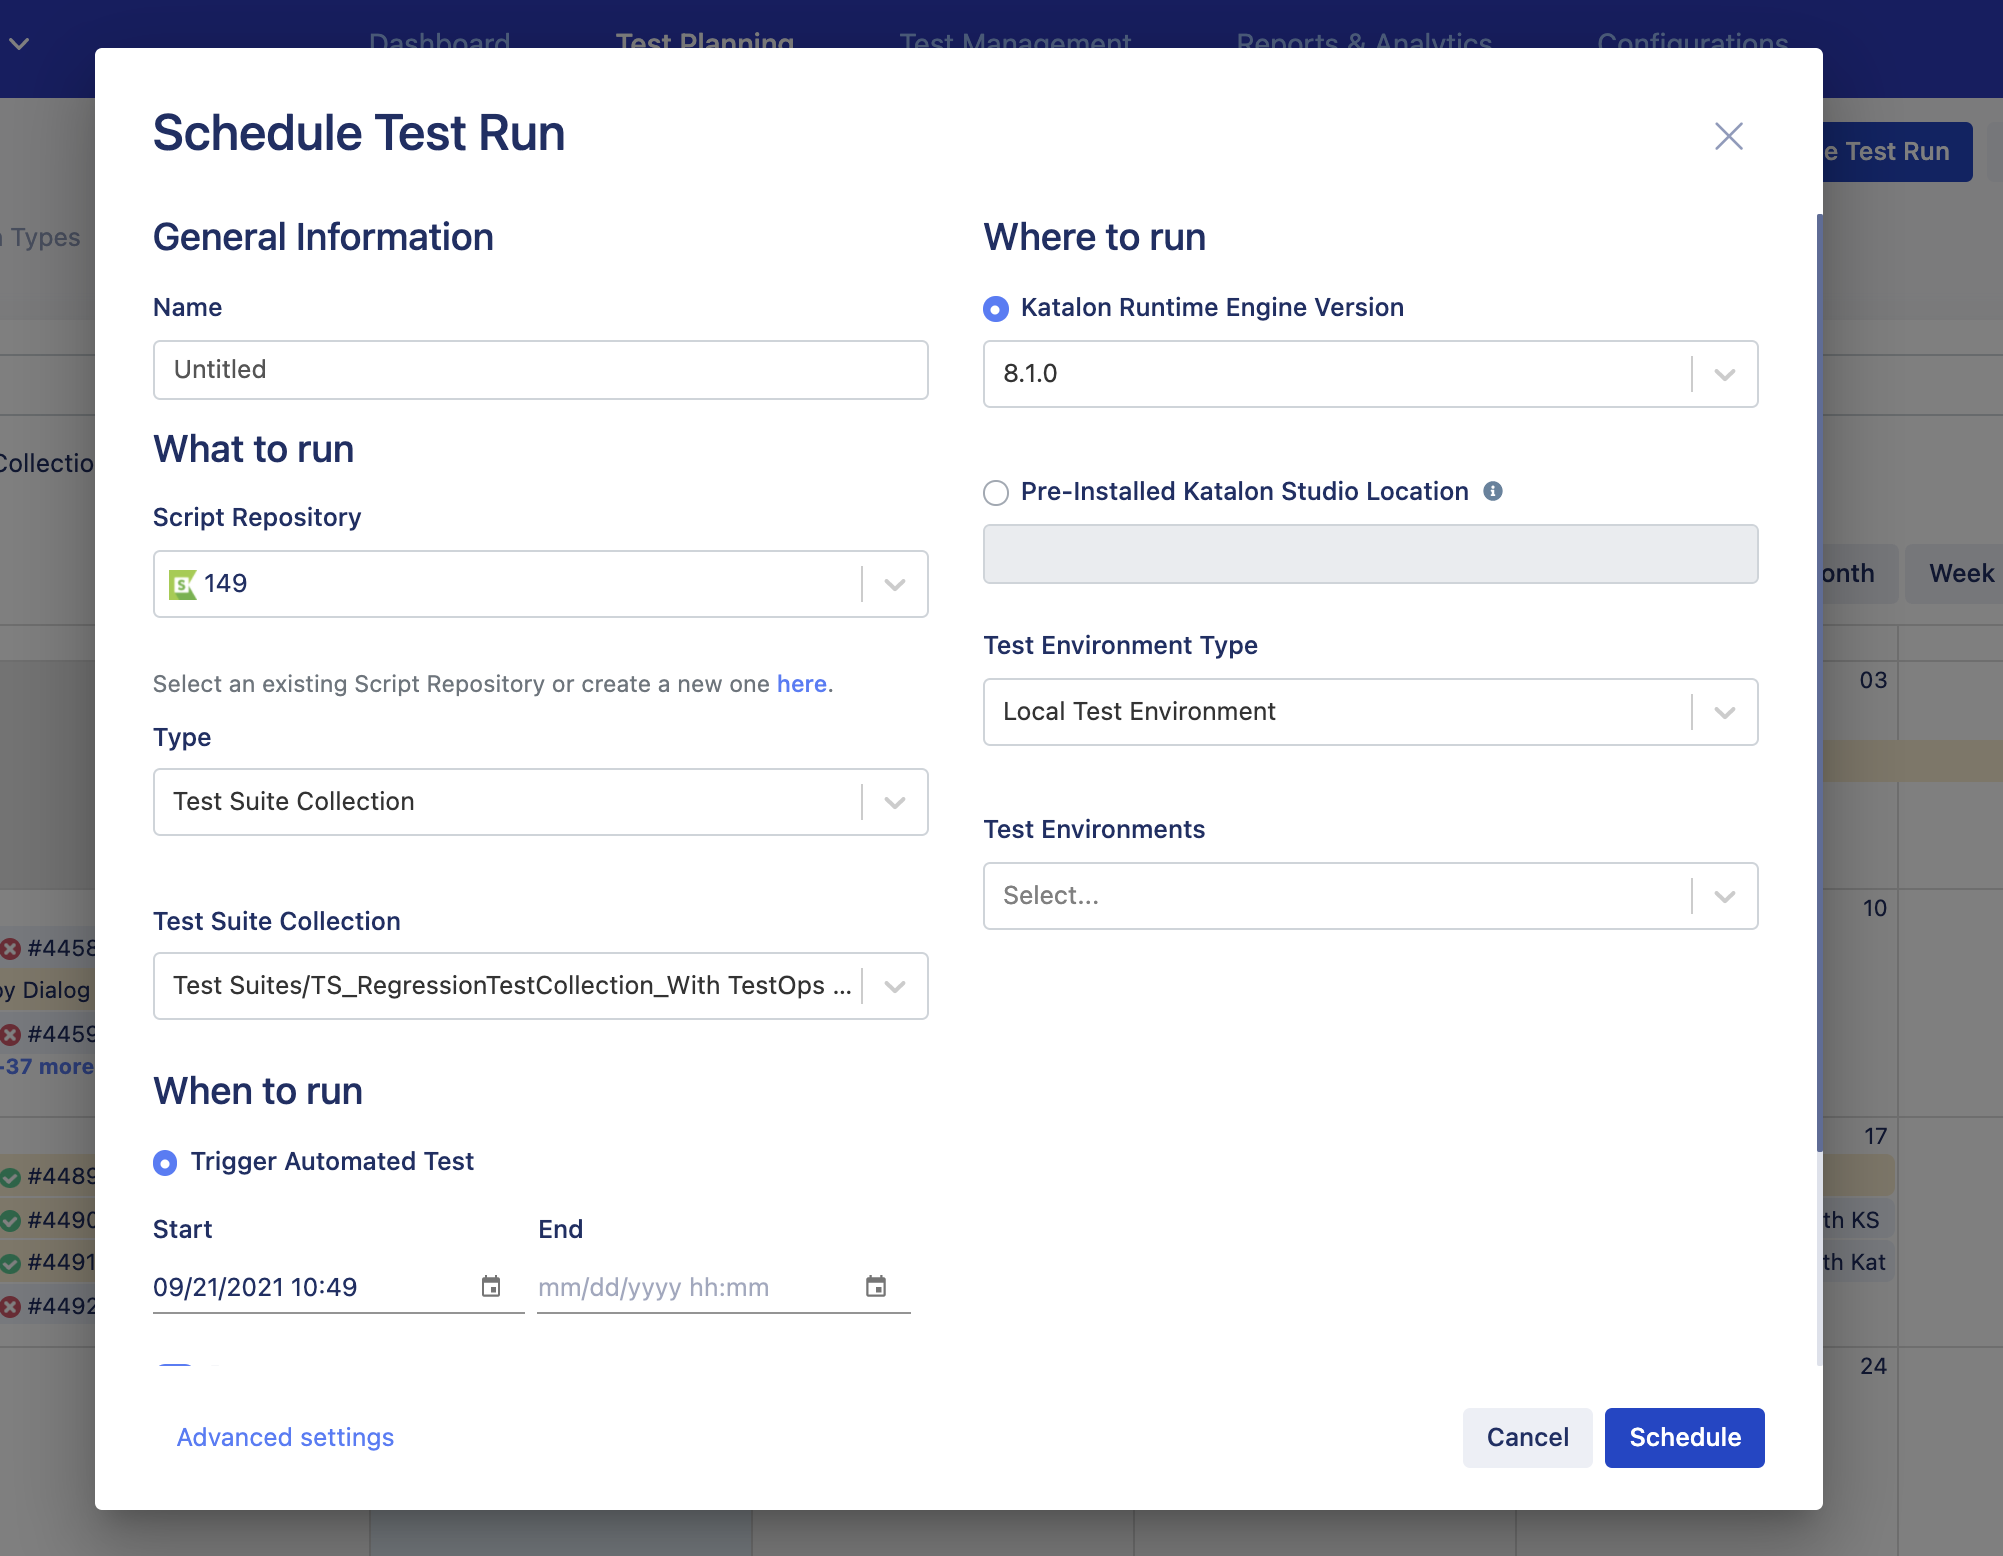 Dashboard
Test Planning
Test Management
Reports & Analytics
Configurations
Schedule Test Run
e Test Run
Types
General Information
Name
Untitled
What to run
Script Repository
149
Select an existing Script Repository or create a new one here.
Type
Test Suite Collection
Test Suite Collection
Test Suites/TS_RegressionTestCollection_With TestOps ...
When to run
Trigger Automated Test
Start
09/21/2021 10:49
End
mm/dd/yyyy hh:mm
Where to run
Katalon Runtime Engine Version
8.1.0
Pre-Installed Katalon Studio Location
Test Environment Type
Local Test Environment
Test Environments
Select...
Advanced settings
Cancel
Schedule
Collectio
#4458
by Dialog
#4459
-37 more
#4489
#4490
#4491
#4492
onth
Week
03
10
17
th KS
th Kat
24